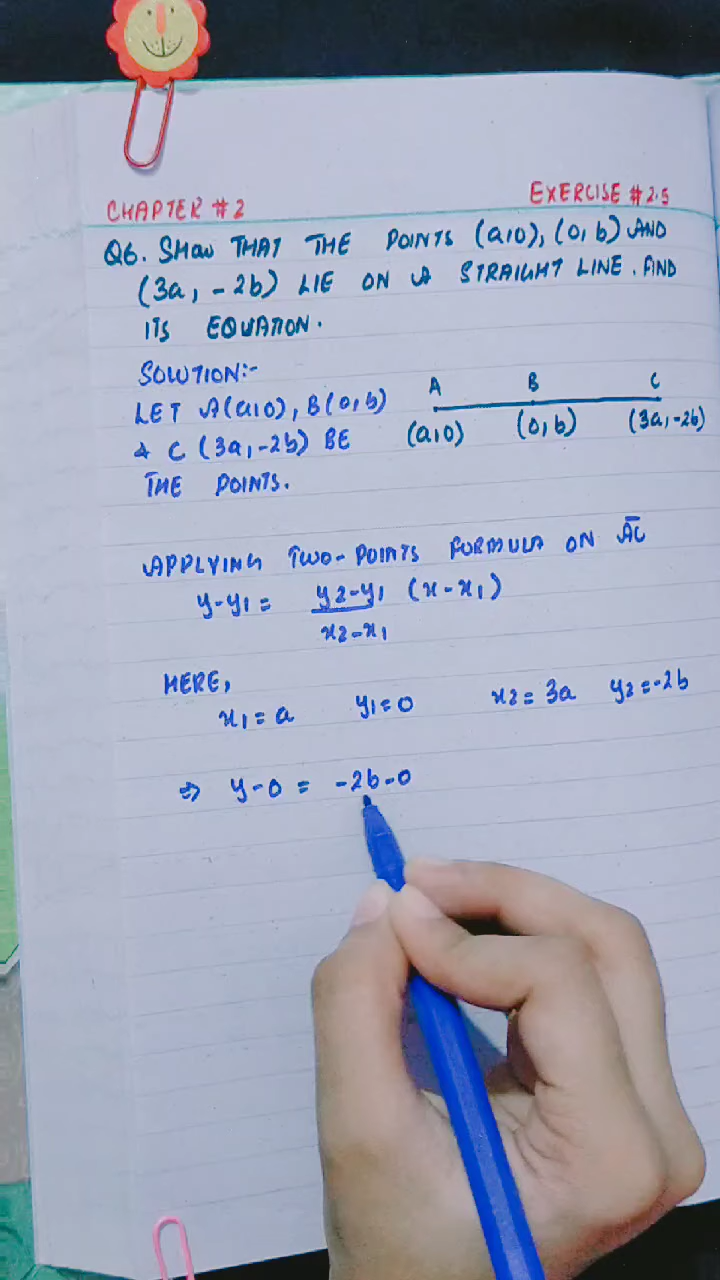 CHAPTER #2
EXERCISE #2.5
Q6. SHOW THAT THE POINTS (a,0), (0,b) AND
(3a, -2b) LIE ON A STRAIGHT LINE. AND
ITS EQUATION.
SOLUTION:-
LET A(a,0), B(0,b)
& C (3a,-2b) BE
THE POINTS.
A B C
(a,0) (0,b) (3a,-2b)
APPLYING TWO-POINTS FORMULA ON A̅C̅
y-y₁ = y₂-y₁ (x-x₁)
x₂-x₁
HERE,
x₁ = a y₁=0 x₂= 3a y₂=-2b
⇒ y-0 = -2b-0